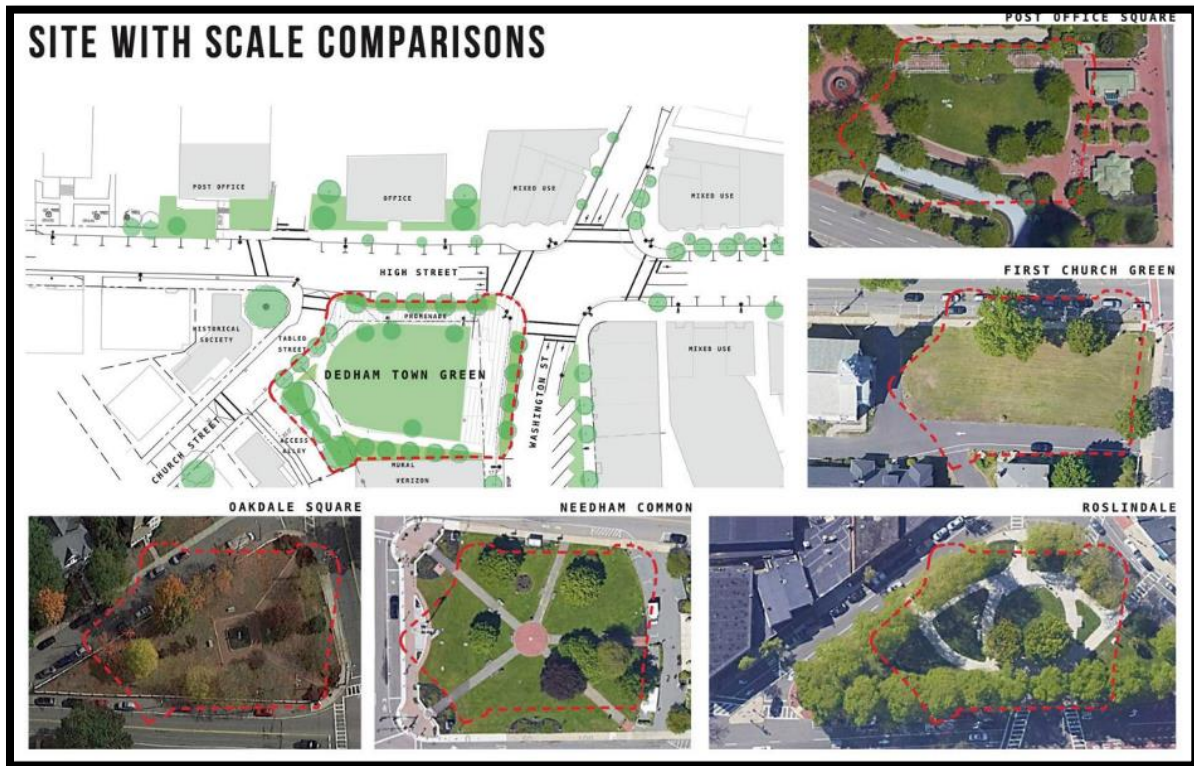 SITE WITH SCALE COMPARISONS
POST OFFICE SQUARE
POST OFFICE
OFFICE
MIXED USE
MIXED USE
HIGH STREET
FIRST CHURCH GREEN
HISTORICAL
SOCIETY
PROMENADE
TABLED
STREET
DEDHAM TOWN GREEN
MIXED USE
WASHINGTON ST
CHURCH STREET
ACCESS
ALLEY
MURAL
VERIZON
OAKDALE SQUARE
NEEDHAM COMMON
ROSLINDALE